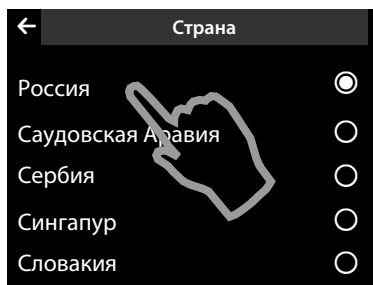 Страна
Россия
Саудовская Аравия
Сербия
Сингапур
Словакия